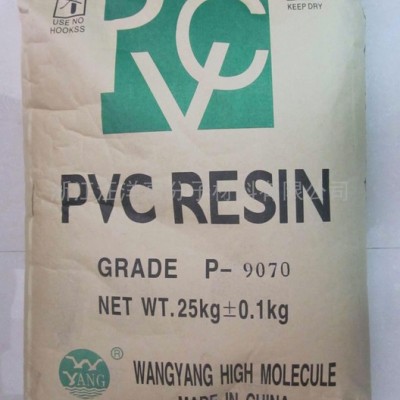 USE NO
HOOKSS
KEEP DRY
PVC
PVC RESIN
GRADE P-9070
NET WT.25kg±0.1kg
YANG
®
WANGYANG HIGH MOLECULE
MADE IN CHINA